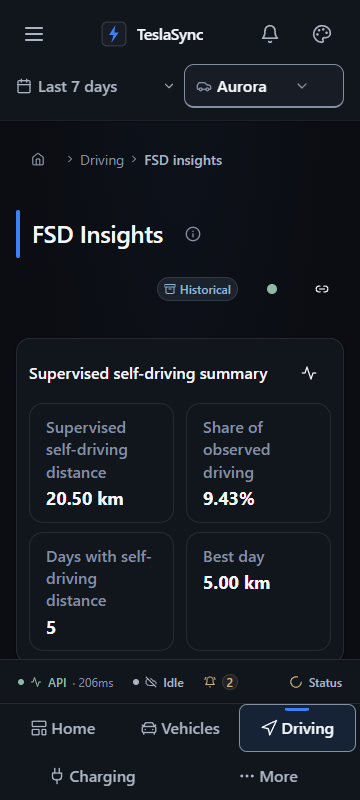 TeslaSync
Last 7 days
Aurora
Driving
FSD insights
FSD Insights
Historical
Supervised self-driving summary
Supervised
self-driving
distance
20.50 km
Share of
observed
driving
9.43%
Days with self-
driving
distance
5
Best day
5.00 km
API · 206ms
Idle
2
Status
Home
Vehicles
Driving
Charging
More